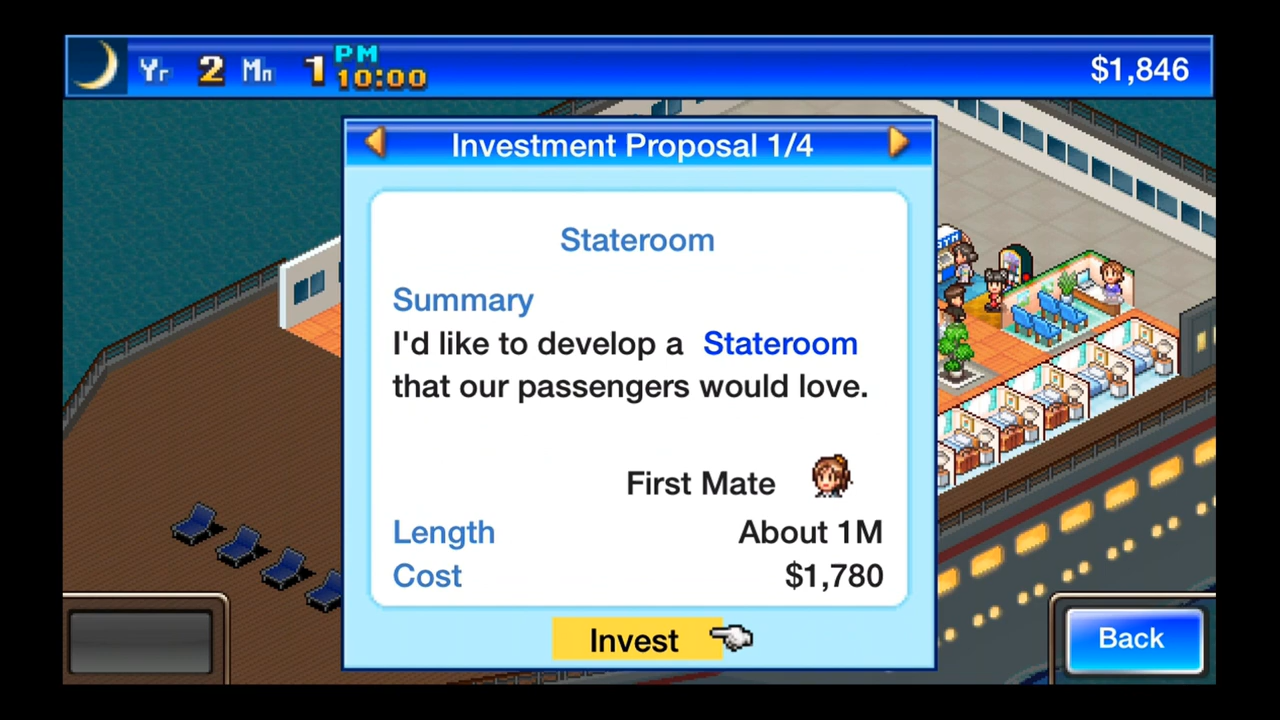 Yr 2 Mn 1 PM 10:00 $1,846
Investment Proposal 1/4
Stateroom
Summary
I'd like to develop a Stateroom
that our passengers would love.
First Mate
Length About 1M
Cost $1,780
Invest
Back